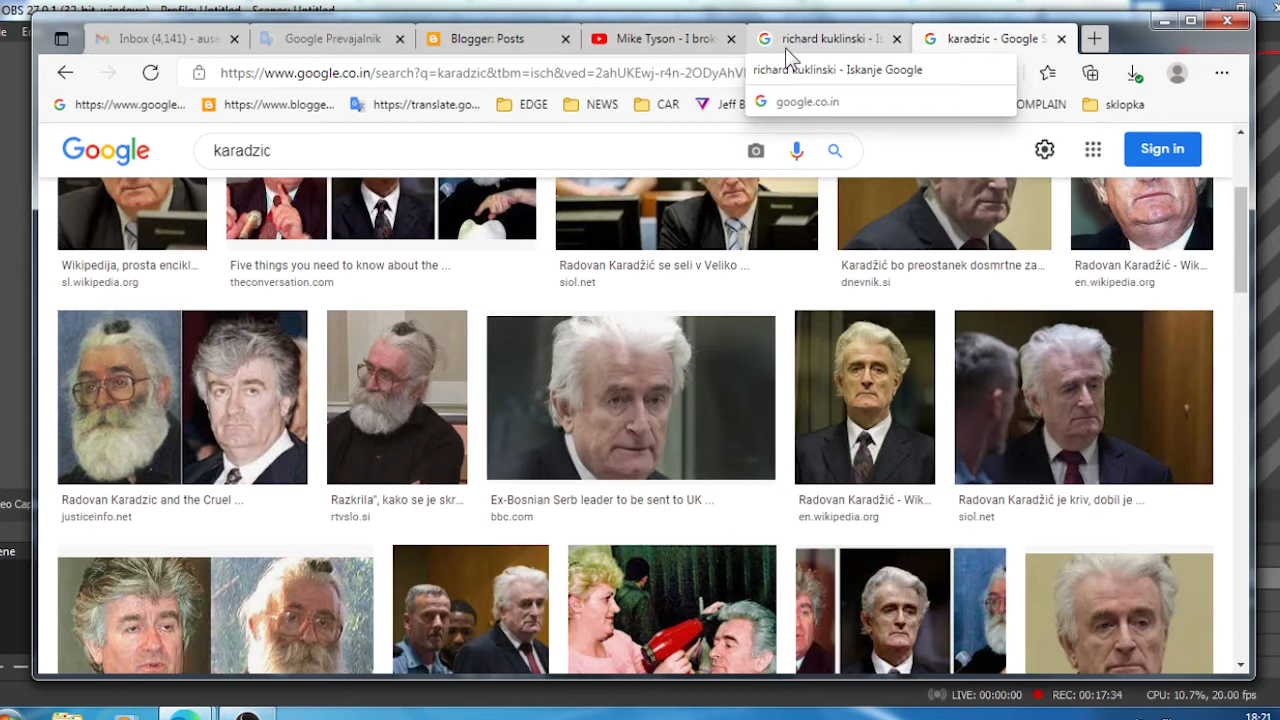 OBS 27.0.1 (32-bit, windows) - Profile: Untitled - Scenes: Untitled
Inbox (4,141) - ause
Google Prevajalnik
Blogger: Posts
Mike Tyson - I brok
richard kuklinski - Is
karadzic - Google S
https://www.google.co.in/search?q=karadzic&tbm=isch&ved=2ahUKEwj-r4n-2ODyAhV
richard kuklinski - Iskanje Google
google.co.in
https://www.google...
https://www.blogge...
https://translate.go...
EDGE
NEWS
CAR
Jeff B
OMPLAIN
sklopka
Google
karadzic
Sign in
Wikipedija, prosta encikl...
sl.wikipedia.org
Five things you need to know about the ...
theconversation.com
Radovan Karadžić se seli v Veliko ...
siol.net
Karadžić bo preostanek dosmrtne za...
dnevnik.si
Radovan Karadžić - Wik...
en.wikipedia.org
Radovan Karadzic and the Cruel ...
justiceinfo.net
Razkrila", kako se je skr...
rtvslo.si
Ex-Bosnian Serb leader to be sent to UK ...
bbc.com
Radovan Karadžić - Wik...
en.wikipedia.org
Radovan Karadžić je kriv, dobil je ...
siol.net
eo Cap
ene
LIVE: 00:00:00
REC: 00:17:34
CPU: 10.7%, 20.00 fps
18:21